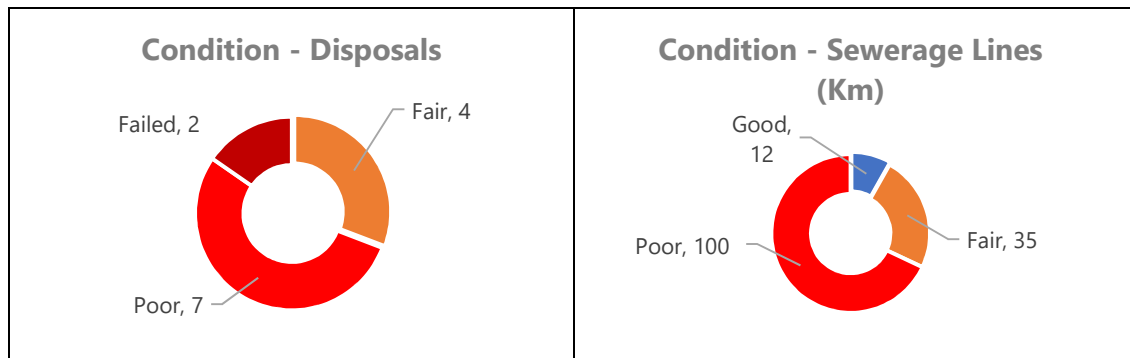 Condition - Disposals
Failed, 2
Fair, 4
Poor, 7
Condition - Sewerage Lines
(Km)
Good,
12
Fair, 35
Poor, 100